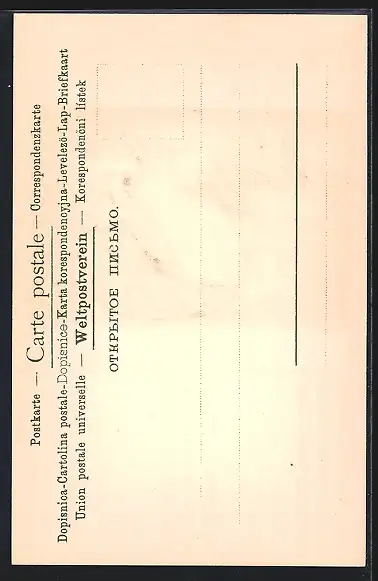 Postkarte — Carte postale — Correspondenzkarte
Dopisnica-Cartolina postale-Dopisnice-Karta korespondencyjna-Levelező-Lap-Briefkaart
Union postale universelle — Weltpostverein — Korespondenční lístek
ОТКРЫТОЕ ПИСЬМО.